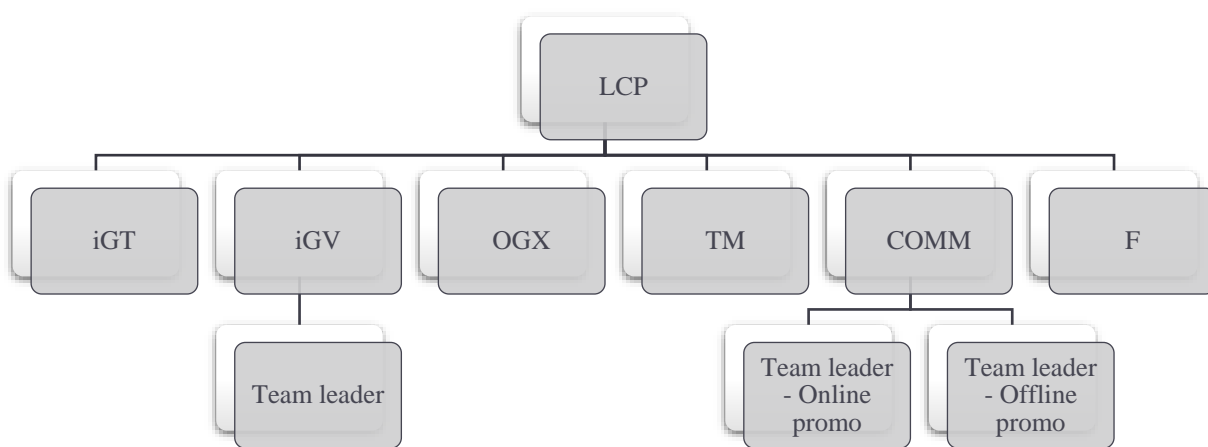 LCP
iGT
iGV
OGX
TM
COMM
F
Team leader
Team leader
- Online
promo
Team leader
- Offline
promo